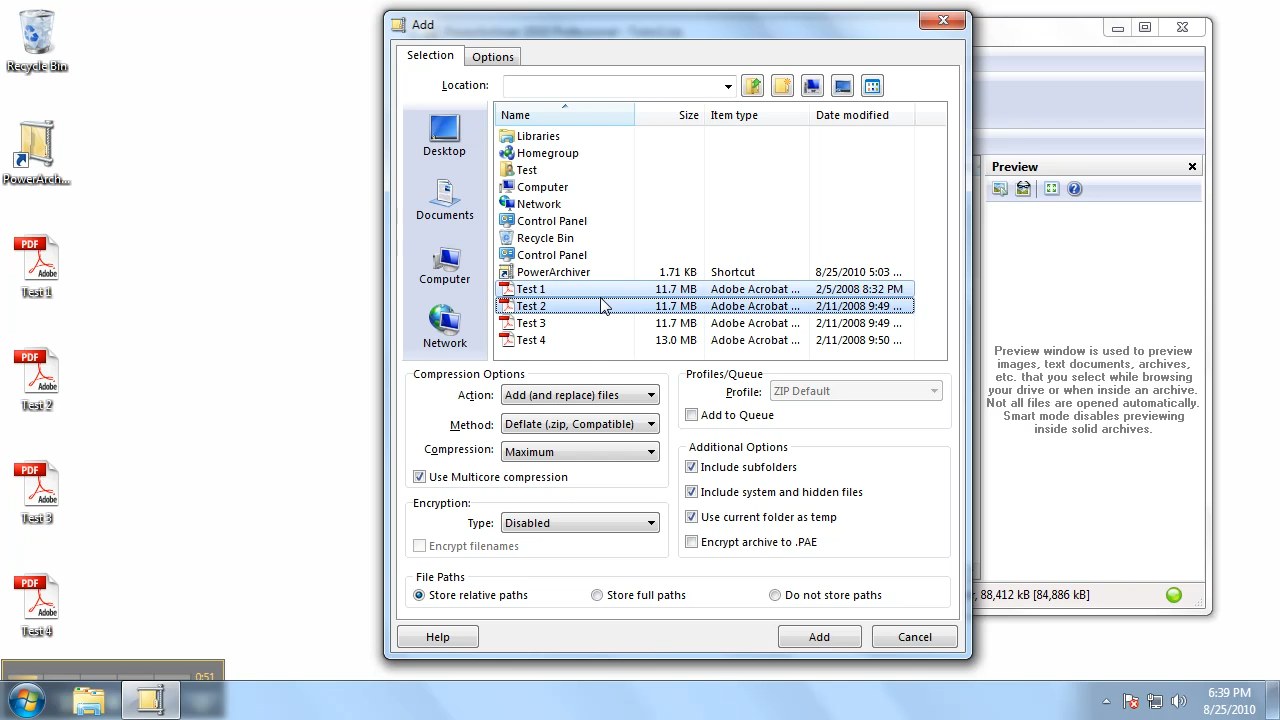 Recycle Bin
PowerArch...
PDF
Adobe
Test 1
PDF
Adobe
Test 2
PDF
Adobe
Test 3
PDF
Adobe
Test 4
0:51
Add
Selection
Options
Location:
Desktop
Documents
Computer
Network
Name Size Item type Date modified
Libraries
Homegroup
Test
Computer
Network
Control Panel
Recycle Bin
Control Panel
PowerArchiver 1.71 KB Shortcut 8/25/2010 5:03 ...
Test 1 11.7 MB Adobe Acrobat ... 2/5/2008 8:32 PM
Test 2 11.7 MB Adobe Acrobat ... 2/11/2008 9:49 ...
Test 3 11.7 MB Adobe Acrobat ... 2/11/2008 9:49 ...
Test 4 13.0 MB Adobe Acrobat ... 2/11/2008 9:50 ...
Compression Options
Action: Add (and replace) files
Method: Deflate (.zip, Compatible)
Compression: Maximum
Use Multicore compression
Encryption:
Type: Disabled
Encrypt filenames
Profiles/Queue
Profile: ZIP Default
Add to Queue
Additional Options
Include subfolders
Include system and hidden files
Use current folder as temp
Encrypt archive to .PAE
File Paths
Store relative paths Store full paths Do not store paths
Help Add Cancel
Preview
Preview window is used to preview
images, text documents, archives,
etc. that you select while browsing
your drive or when inside an archive.
Not all files are opened automatically.
Smart mode disables previewing
inside solid archives.
88,412 kB [84,886 kB]
6:39 PM
8/25/2010